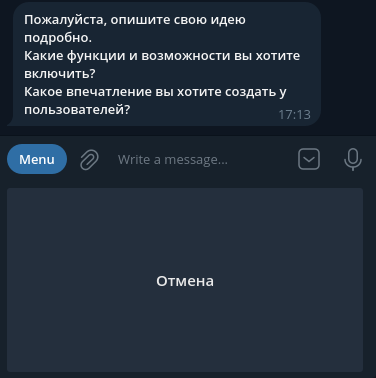 Пожалуйста, опишите свою идею
подробно.
Какие функции и возможности вы хотите
включить?
Какое впечатление вы хотите создать у
пользователей?
17:13
Menu
Write a message...
Отмена